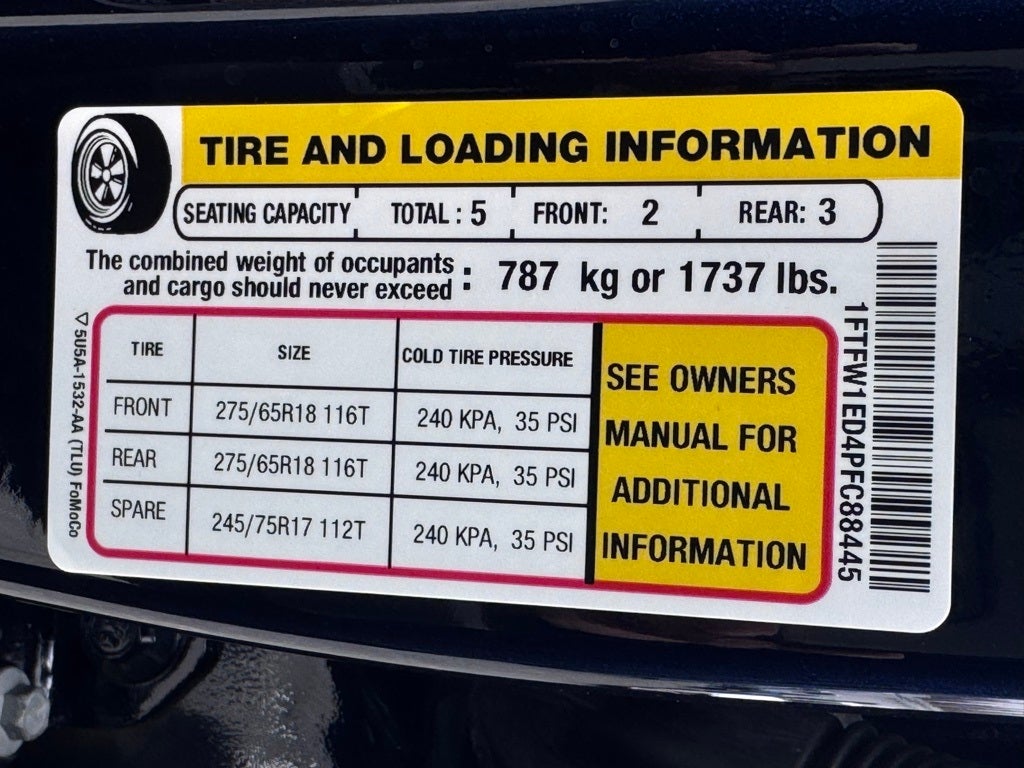 TIRE AND LOADING INFORMATION
SEATING CAPACITY TOTAL : 5 FRONT: 2 REAR: 3
The combined weight of occupants
and cargo should never exceed : 787 kg or 1737 lbs.
TIRE SIZE COLD TIRE PRESSURE
FRONT 275/65R18 116T 240 KPA, 35 PSI
REAR 275/65R18 116T 240 KPA, 35 PSI
SPARE 245/75R17 112T 240 KPA, 35 PSI
SEE OWNERS
MANUAL FOR
ADDITIONAL
INFORMATION
5U5A-1532-AA (TLU) FoMoCo
1FTFW1ED4PFC88445